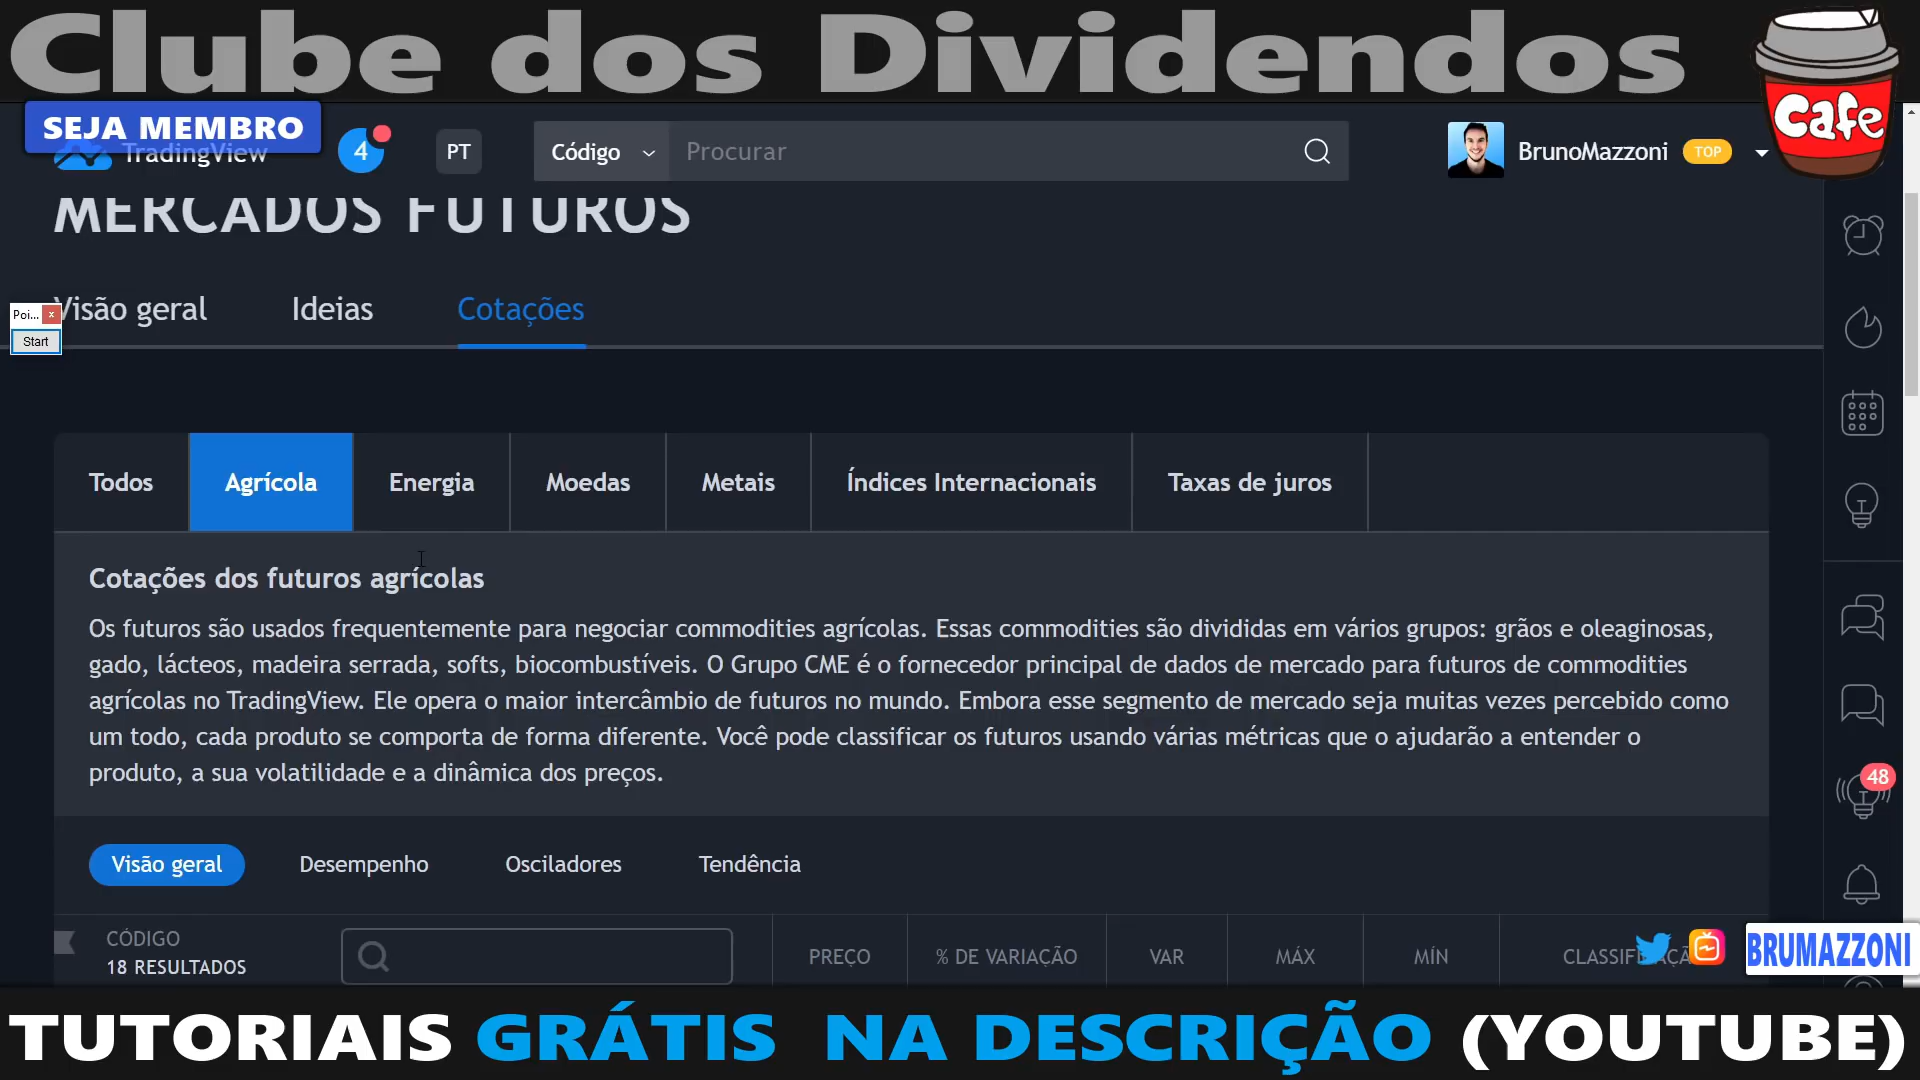 Clube dos Dividendos
Cafe
SEJA MEMBRO
TradingView
4
PT
Código
Procurar
BrunoMazzoni
TOP
MERCADOS FUTUROS
Visão geral
Ideias
Cotações
Poi...
x
Start
Todos
Agrícola
Energia
Moedas
Metais
Índices Internacionais
Taxas de juros
Cotações dos futuros agrícolas
Os futuros são usados frequentemente para negociar commodities agrícolas. Essas commodities são divididas em vários grupos: grãos e oleaginosas,
gado, lácteos, madeira serrada, softs, biocombustíveis. O Grupo CME é o fornecedor principal de dados de mercado para futuros de commodities
agrícolas no TradingView. Ele opera o maior intercâmbio de futuros no mundo. Embora esse segmento de mercado seja muitas vezes percebido como
um todo, cada produto se comporta de forma diferente. Você pode classificar os futuros usando várias métricas que o ajudarão a entender o
produto, a sua volatilidade e a dinâmica dos preços.
48
Visão geral
Desempenho
Osciladores
Tendência
CÓDIGO
18 RESULTADOS
PREÇO
% DE VARIAÇÃO
VAR
MÁX
MÍN
BRUMAZZONI
TUTORIAIS GRÁTIS NA DESCRIÇÃO (YOUTUBE)